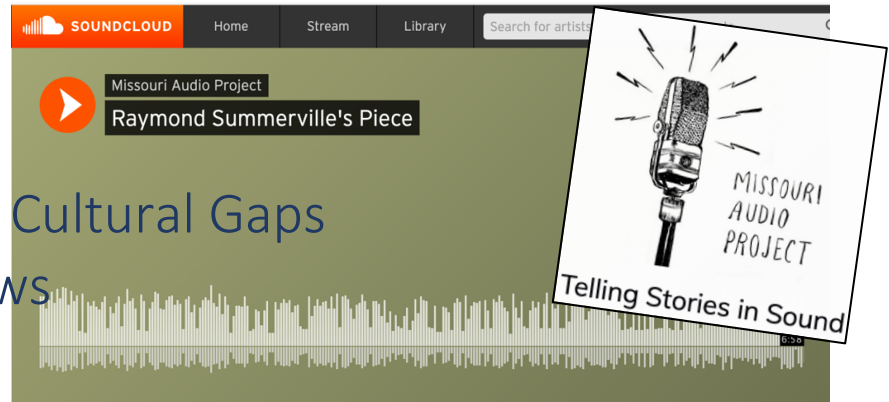 SOUNDCLOUD Home Stream Library Search for artists
Missouri Audio Project
Raymond Summerville's Piece
MISSOURI
AUDIO
PROJECT
Telling Stories in Sound
Cultural Gaps
ws
6:58